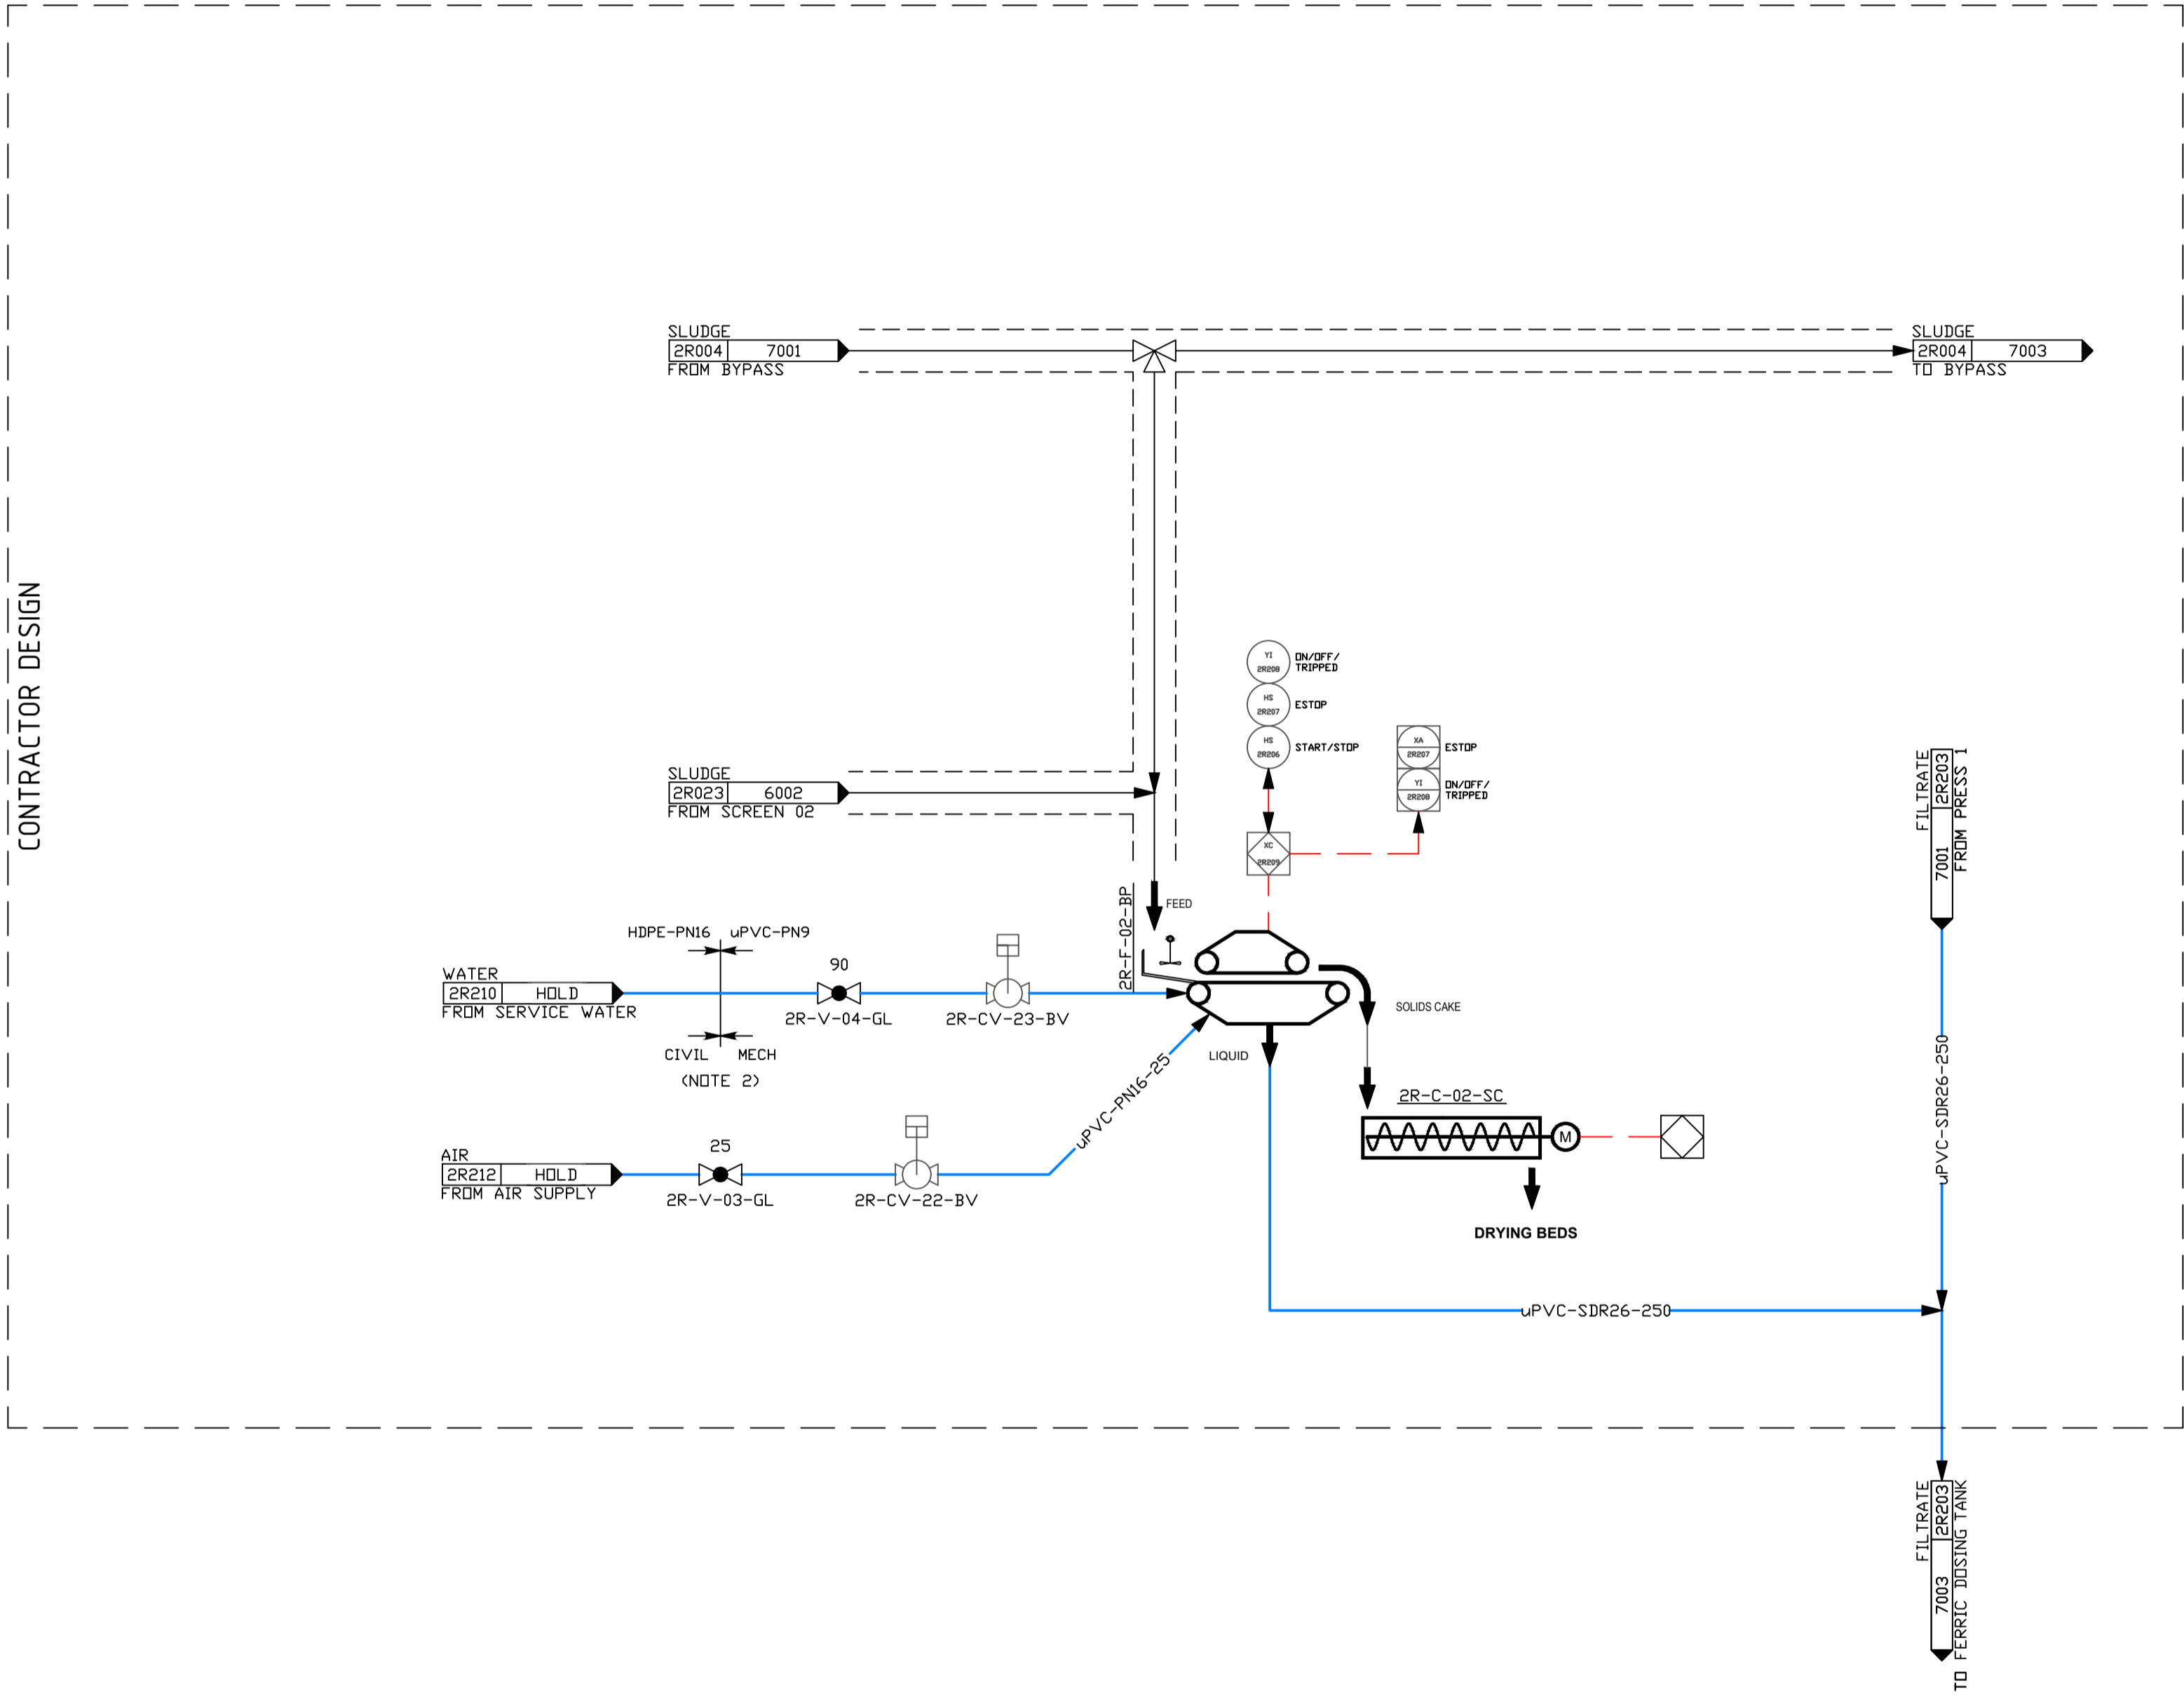 CONTRACTOR DESIGN
SLUDGE
2R004 7001
FROM BYPASS
SLUDGE
2R004 7003
TO BYPASS
YI
2R208
ON/OFF/
TRIPPED
HS
2R207
ESTOP
HS
2R206
START/STOP
XA
2R207
ESTOP
YI
2R208
ON/OFF/
TRIPPED
XC
2R209
SLUDGE
2R023 6002
FROM SCREEN 02
FILTRATE
7001 2R203
FROM PRESS 1
2R-F-02-BP
FEED
HDPE-PN16 uPVC-PN9
90
WATER
2R210 HOLD
FROM SERVICE WATER
2R-V-04-GL
2R-CV-23-BV
CIVIL MECH
(NOTE 2)
SOLIDS CAKE
LIQUID
uPVC-PN16-25
2R-C-02-SC
M
uPVC-SDR26-250
25
AIR
2R212 HOLD
FROM AIR SUPPLY
2R-V-03-GL
2R-CV-22-BV
DRYING BEDS
uPVC-SDR26-250
FILTRATE
7003 2R203
TO FERRIC DOSING TANK